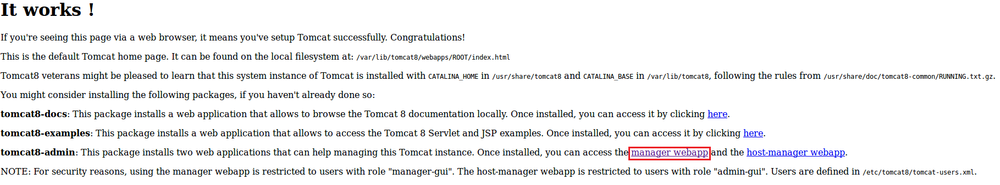 It works !
If you're seeing this page via a web browser, it means you've setup Tomcat successfully. Congratulations!
This is the default Tomcat home page. It can be found on the local filesystem at: /var/lib/tomcat8/webapps/ROOT/index.html
Tomcat8 veterans might be pleased to learn that this system instance of Tomcat is installed with CATALINA_HOME in /usr/share/tomcat8 and CATALINA_BASE in /var/lib/tomcat8, following the rules from /usr/share/doc/tomcat8-common/RUNNING.txt.gz.
You might consider installing the following packages, if you haven't already done so:
tomcat8-docs: This package installs a web application that allows to browse the Tomcat 8 documentation locally. Once installed, you can access it by clicking here.
tomcat8-examples: This package installs a web application that allows to access the Tomcat 8 Servlet and JSP examples. Once installed, you can access it by clicking here.
tomcat8-admin: This package installs two web applications that can help managing this Tomcat instance. Once installed, you can access the manager webapp and the host-manager webapp.
NOTE: For security reasons, using the manager webapp is restricted to users with role "manager-gui". The host-manager webapp is restricted to users with role "admin-gui". Users are defined in /etc/tomcat8/tomcat-users.xml.